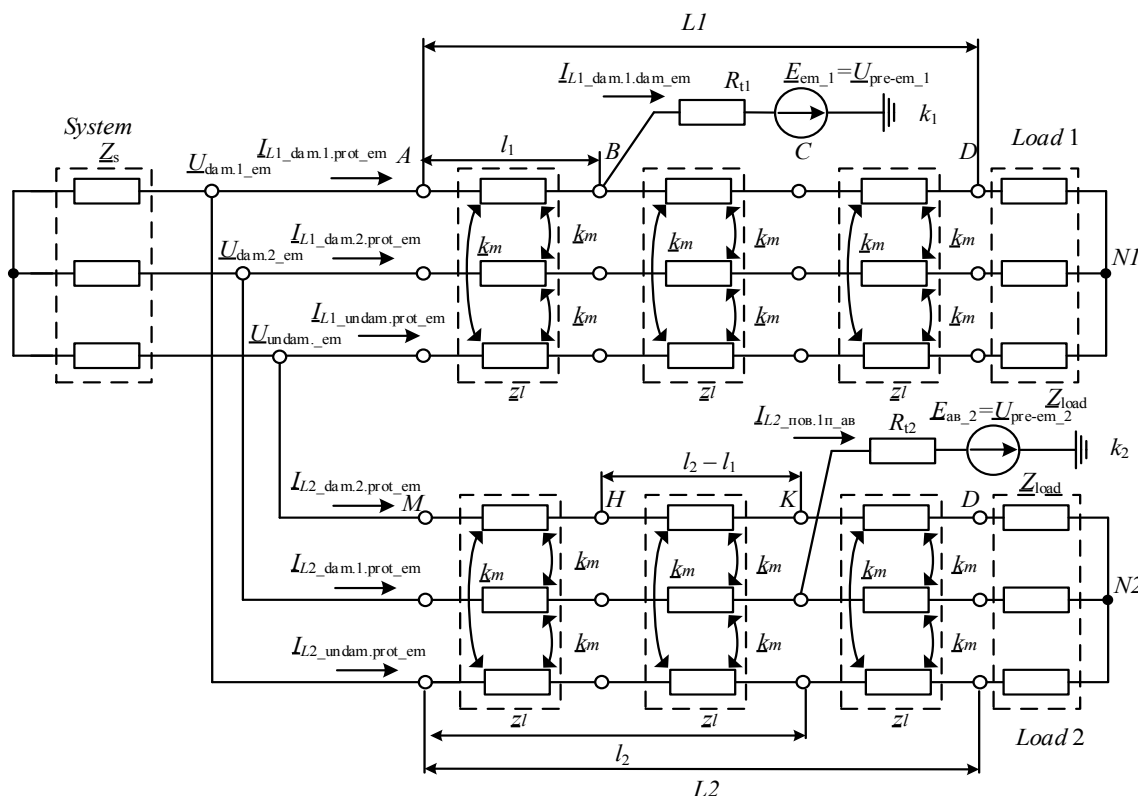 L1
I_L1_dam.1.dam_em
R_t1
E_em_1=U_pre-em_1
k_1
System
Z_s
I_L1_dam.1.prot_em
U_dam.1_em
A
l_1
B
C
D
Load 1
I_L1_dam.2.prot_em
U_dam.2_em
k_m
k_m
k_m
k_m
k_m
k_m
N1
I_L1_undam.prot_em
U_undam._em
k_m
k_m
k_m
z_l
z_l
z_l
Z_load
I_L2_пов.1п_ав
R_t2
E_ав_2=U_pre-em_2
k_2
l_2 – l_1
I_L2_dam.2.prot_em
M
H
K
D
Z_load
I_L2_dam.1.prot_em
k_m
k_m
k_m
k_m
k_m
k_m
N2
I_L2_undam.prot_em
k_m
k_m
k_m
z_l
z_l
z_l
Load 2
l_2
L2